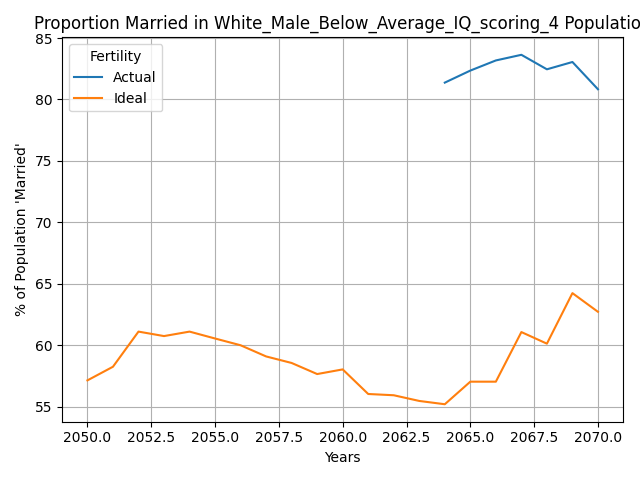 Proportion Married in White_Male_Below_Average_IQ_scoring_4 Populatio
Fertility
Actual
Ideal
% of Population 'Married'
85
80
75
70
65
60
55
2050.0 2052.5 2055.0 2057.5 2060.0 2062.5 2065.0 2067.5 2070.0
Years